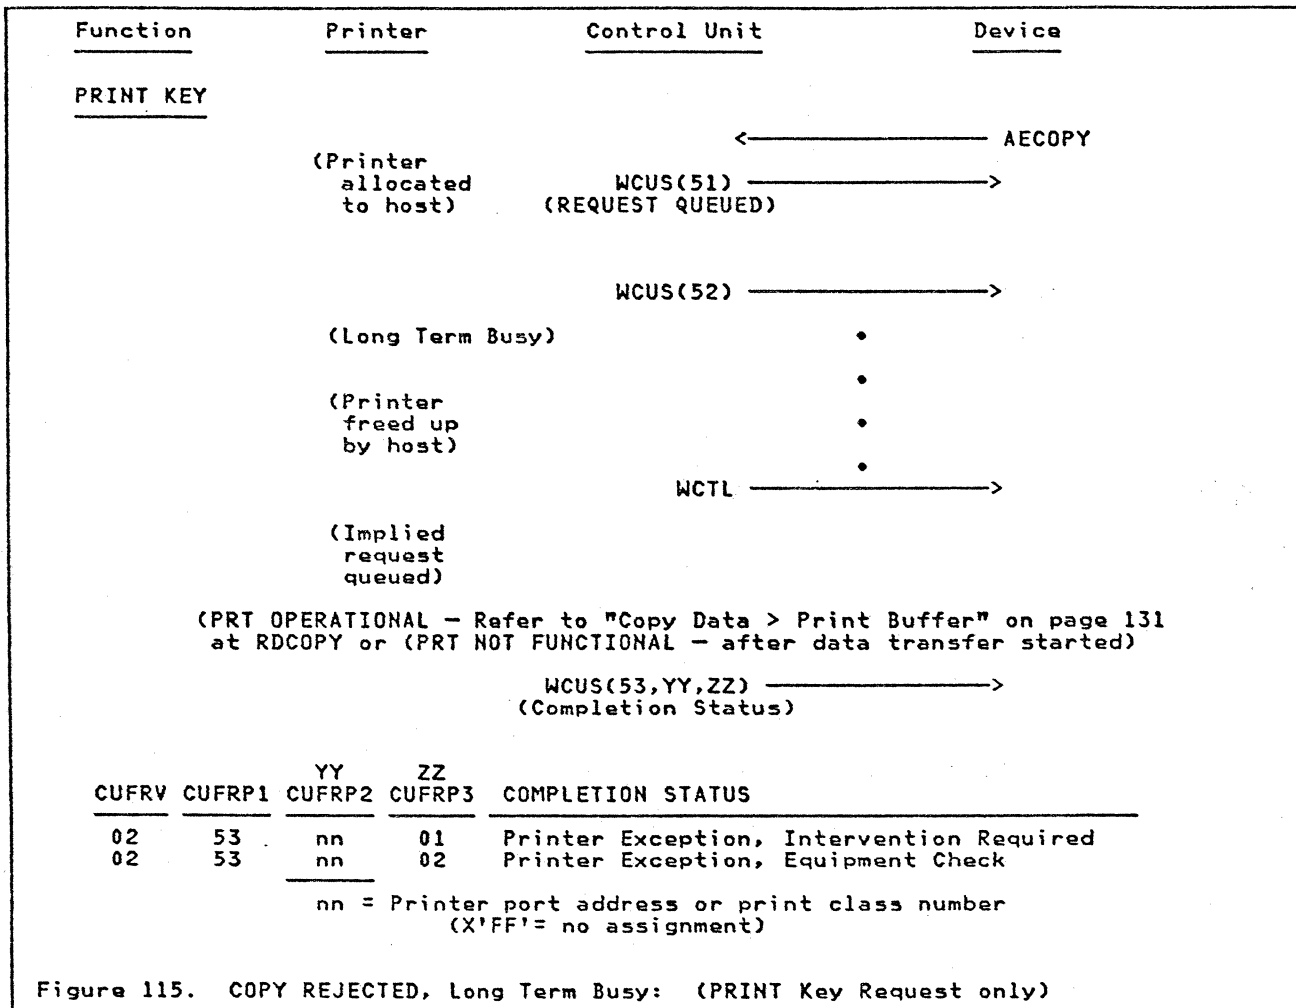 Function Printer Control Unit Device
PRINT KEY
<———————— AECOPY
(Printer
allocated WCUS(51) ————————>
to host) (REQUEST QUEUED)
WCUS(52) ————————>
(Long Term Busy) •
•
(Printer
freed up •
by host)
•
WCTL ————————>
(Implied
request
queued)
(PRT OPERATIONAL — Refer to "Copy Data > Print Buffer" on page 131
at RDCOPY or (PRT NOT FUNCTIONAL — after data transfer started)
WCUS(53,YY,ZZ) ————————>
(Completion Status)
YY ZZ
CUFRV CUFRP1 CUFRP2 CUFRP3 COMPLETION STATUS
02 53 nn 01 Printer Exception, Intervention Required
02 53 nn 02 Printer Exception, Equipment Check
nn = Printer port address or print class number
(X'FF'= no assignment)
Figure 115. COPY REJECTED, Long Term Busy: (PRINT Key Request only)